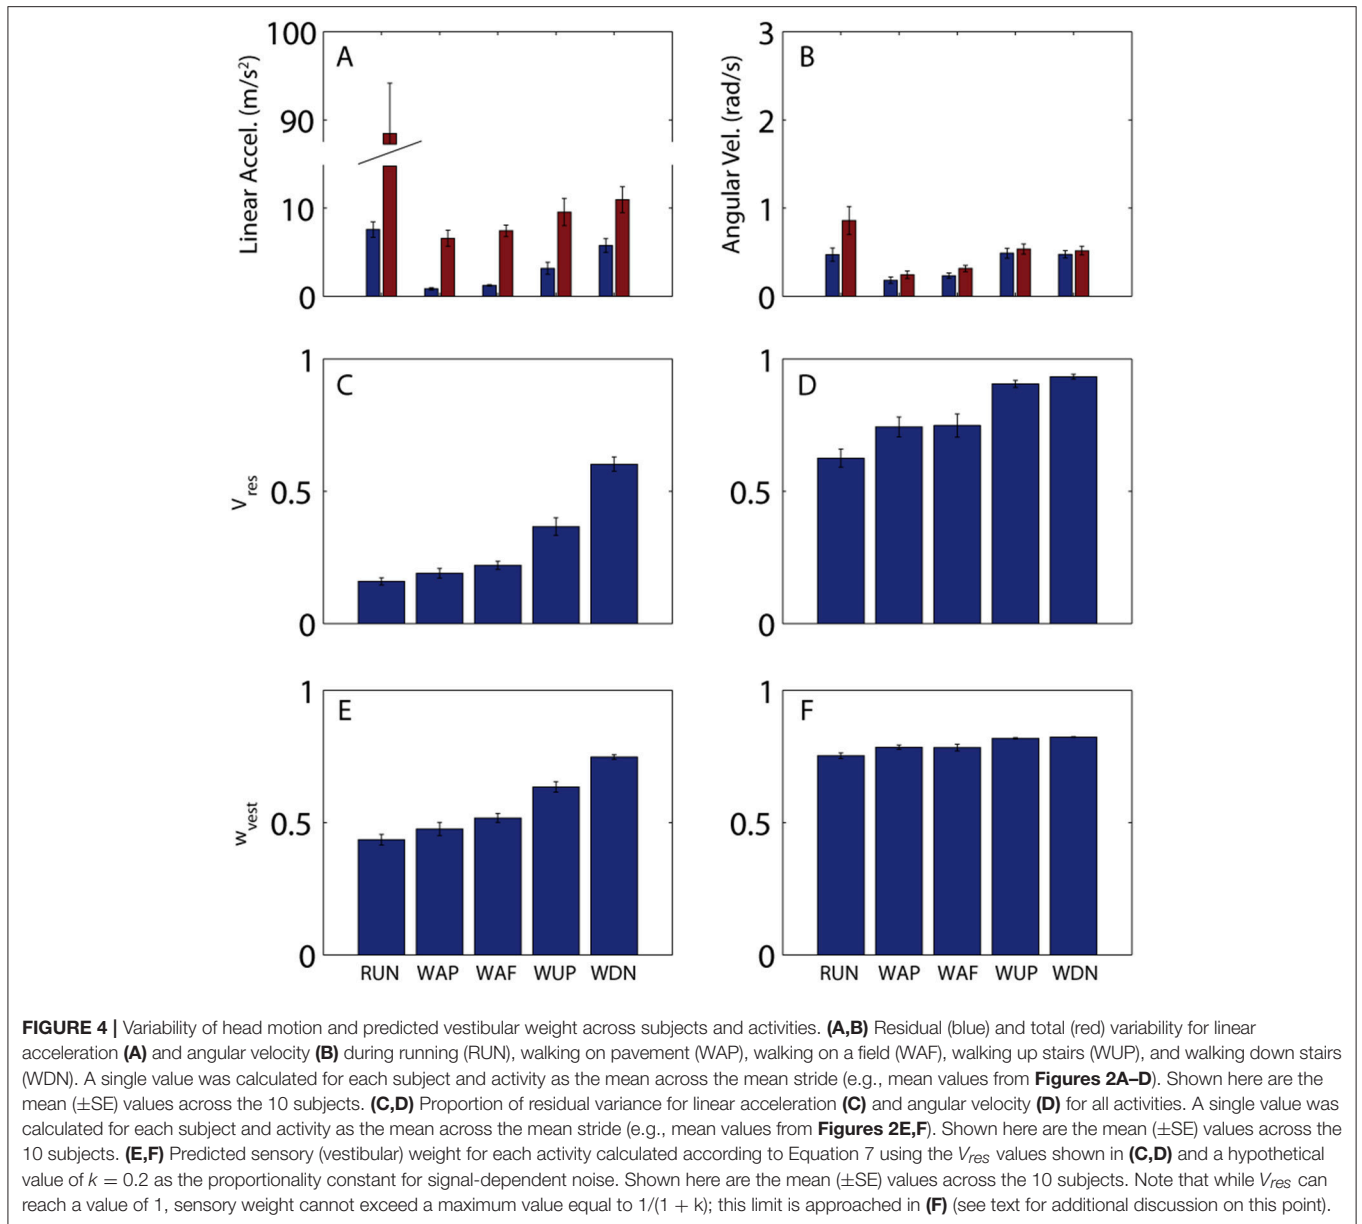 100
90
10
0
Linear Accel. (m/s²)
A
3
2
1
0
Angular Vel. (rad/s)
B
1
0.5
0
V res
C
1
0.5
0
D
1
0.5
0
w vest
E
RUN WAP WAF WUP WDN
1
0.5
0
F
RUN WAP WAF WUP WDN
FIGURE 4 | Variability of head motion and predicted vestibular weight across subjects and activities. (A,B) Residual (blue) and total (red) variability for linear
acceleration (A) and angular velocity (B) during running (RUN), walking on pavement (WAP), walking on a field (WAF), walking up stairs (WUP), and walking down stairs
(WDN). A single value was calculated for each subject and activity as the mean across the mean stride (e.g., mean values from Figures 2A–D). Shown here are the
mean (±SE) values across the 10 subjects. (C,D) Proportion of residual variance for linear acceleration (C) and angular velocity (D) for all activities. A single value was
calculated for each subject and activity as the mean across the mean stride (e.g., mean values from Figures 2E,F). Shown here are the mean (±SE) values across the
10 subjects. (E,F) Predicted sensory (vestibular) weight for each activity calculated according to Equation 7 using the Vres values shown in (C,D) and a hypothetical
value of k = 0.2 as the proportionality constant for signal-dependent noise. Shown here are the mean (±SE) values across the 10 subjects. Note that while Vres can
reach a value of 1, sensory weight cannot exceed a maximum value equal to 1/(1 + k); this limit is approached in (F) (see text for additional discussion on this point).